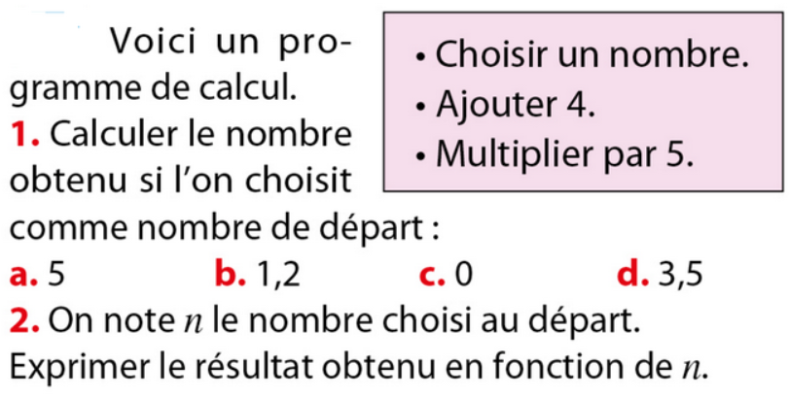 Voici un pro-
gramme de calcul.
1. Calculer le nombre
obtenu si l'on choisit
comme nombre de départ :
• Choisir un nombre.
• Ajouter 4.
• Multiplier par 5.
a. 5 b. 1,2 c. 0 d. 3,5
2. On note n le nombre choisi au départ.
Exprimer le résultat obtenu en fonction de n.